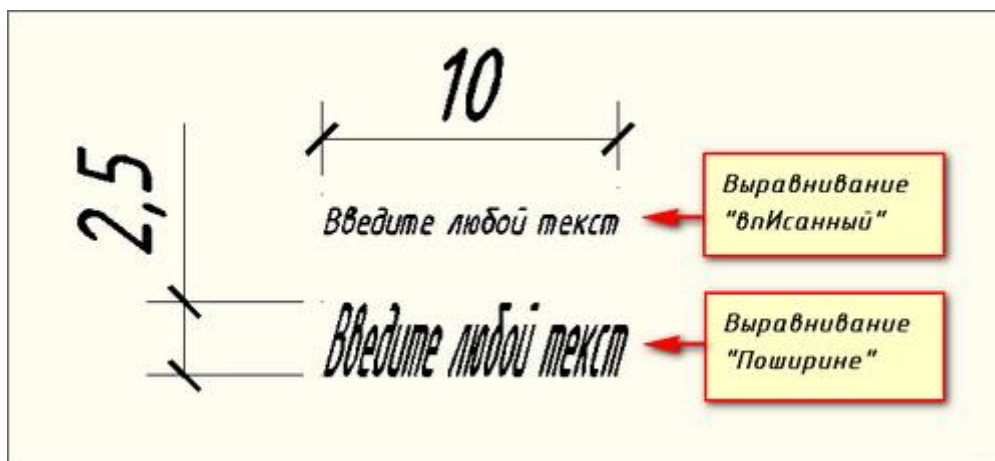 10
2,5
Введите любой текст
Выравнивание
"впИсанный"
Введите любой текст
Выравнивание
"Поширине"